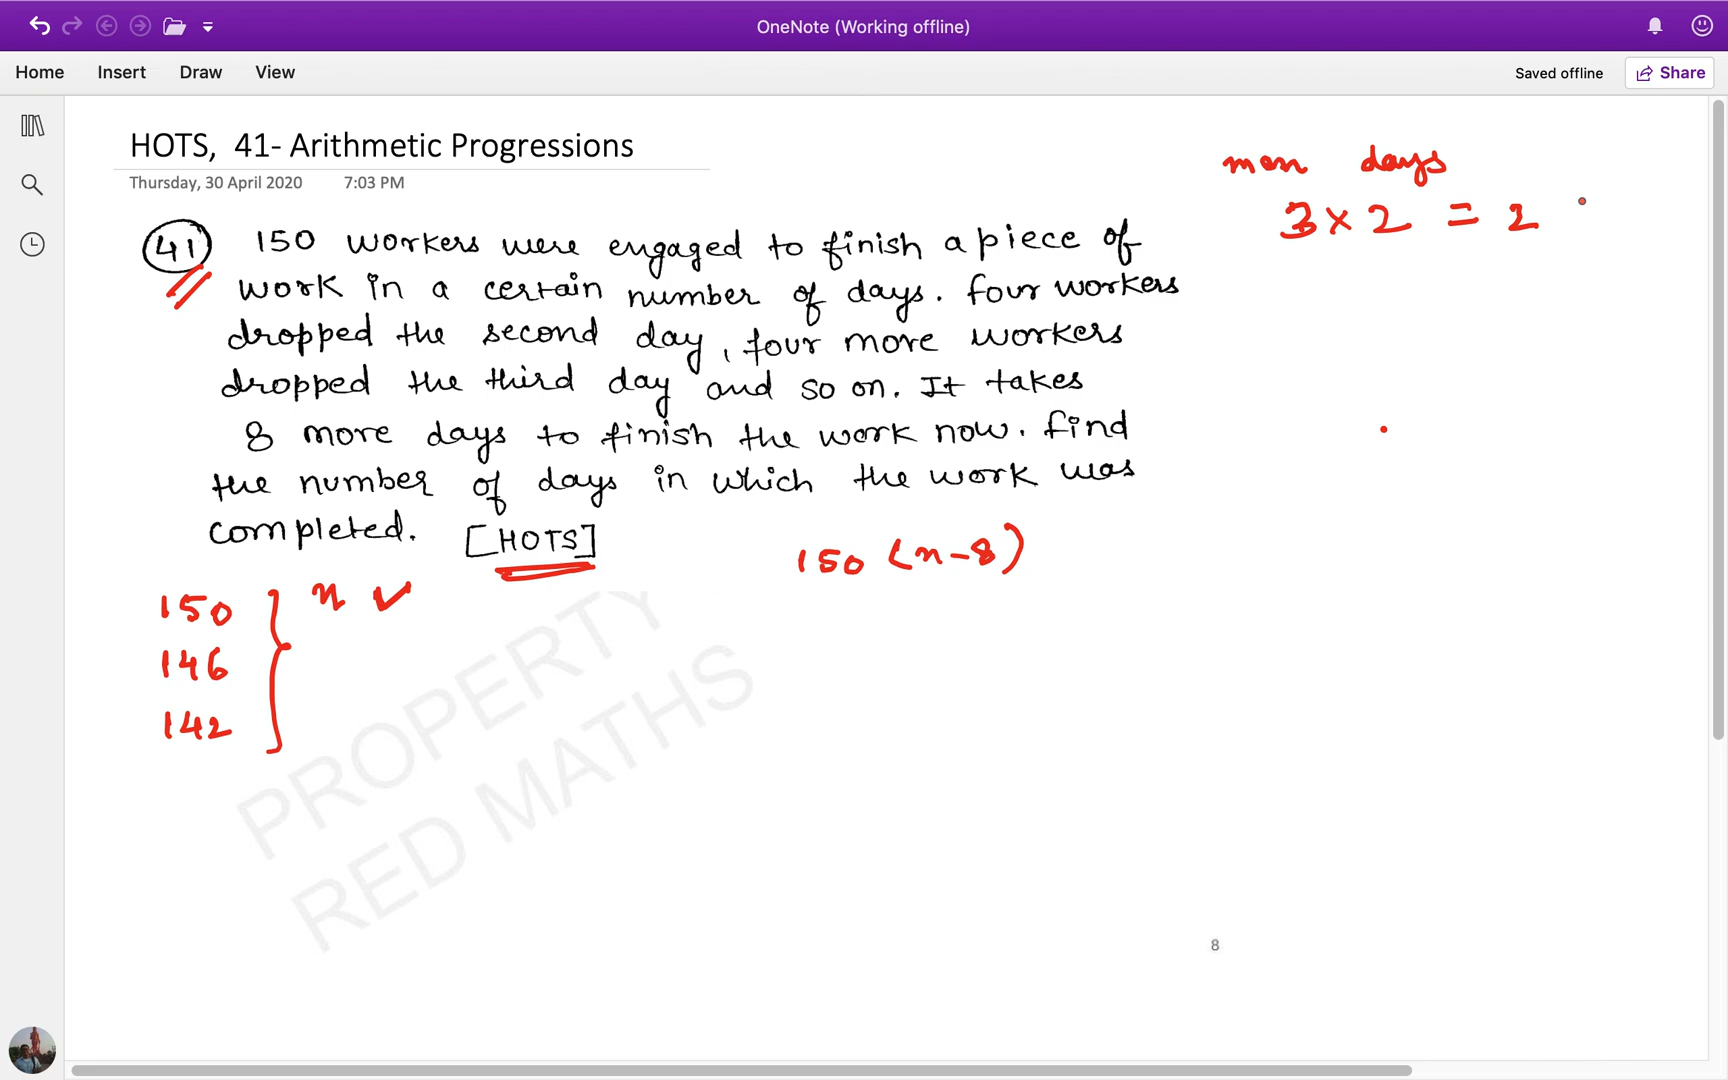 OneNote (Working offline)
Home Insert Draw View
Saved offline Share
HOTS, 41- Arithmetic Progressions
Thursday, 30 April 2020 7:03 PM
men days
3 × 2 = 2
41 150 workers were engaged to finish a piece of
work in a certain number of days. four workers
dropped the second day, four more workers
dropped the third day and so on. It takes
8 more days to finish the work now. find
the number of days in which the work was
completed. [HOTS]
150 (n-8)
150 n ✓
146
142
PROPERTY
RED MATHS
8